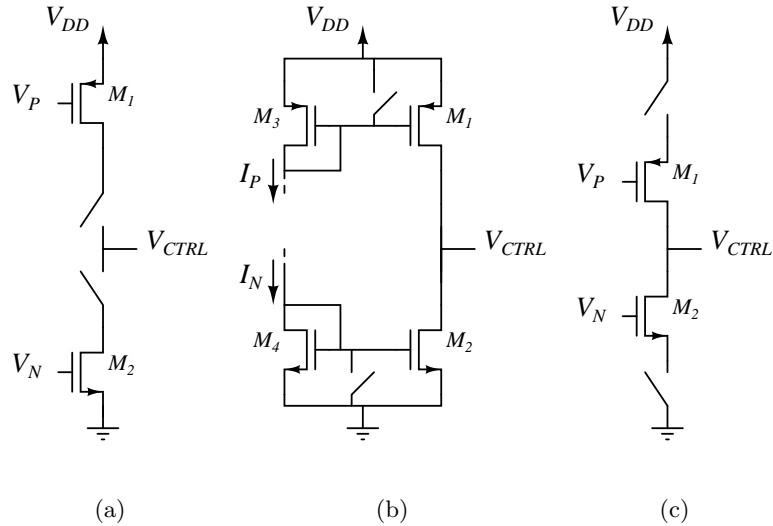 V_DD V_DD V_DD
V_P M_1 M_3 M_1
I_P V_P M_1
V_CTRL V_CTRL V_CTRL
I_N V_N M_2
V_N M_2 M_4 M_2
(a) (b) (c)